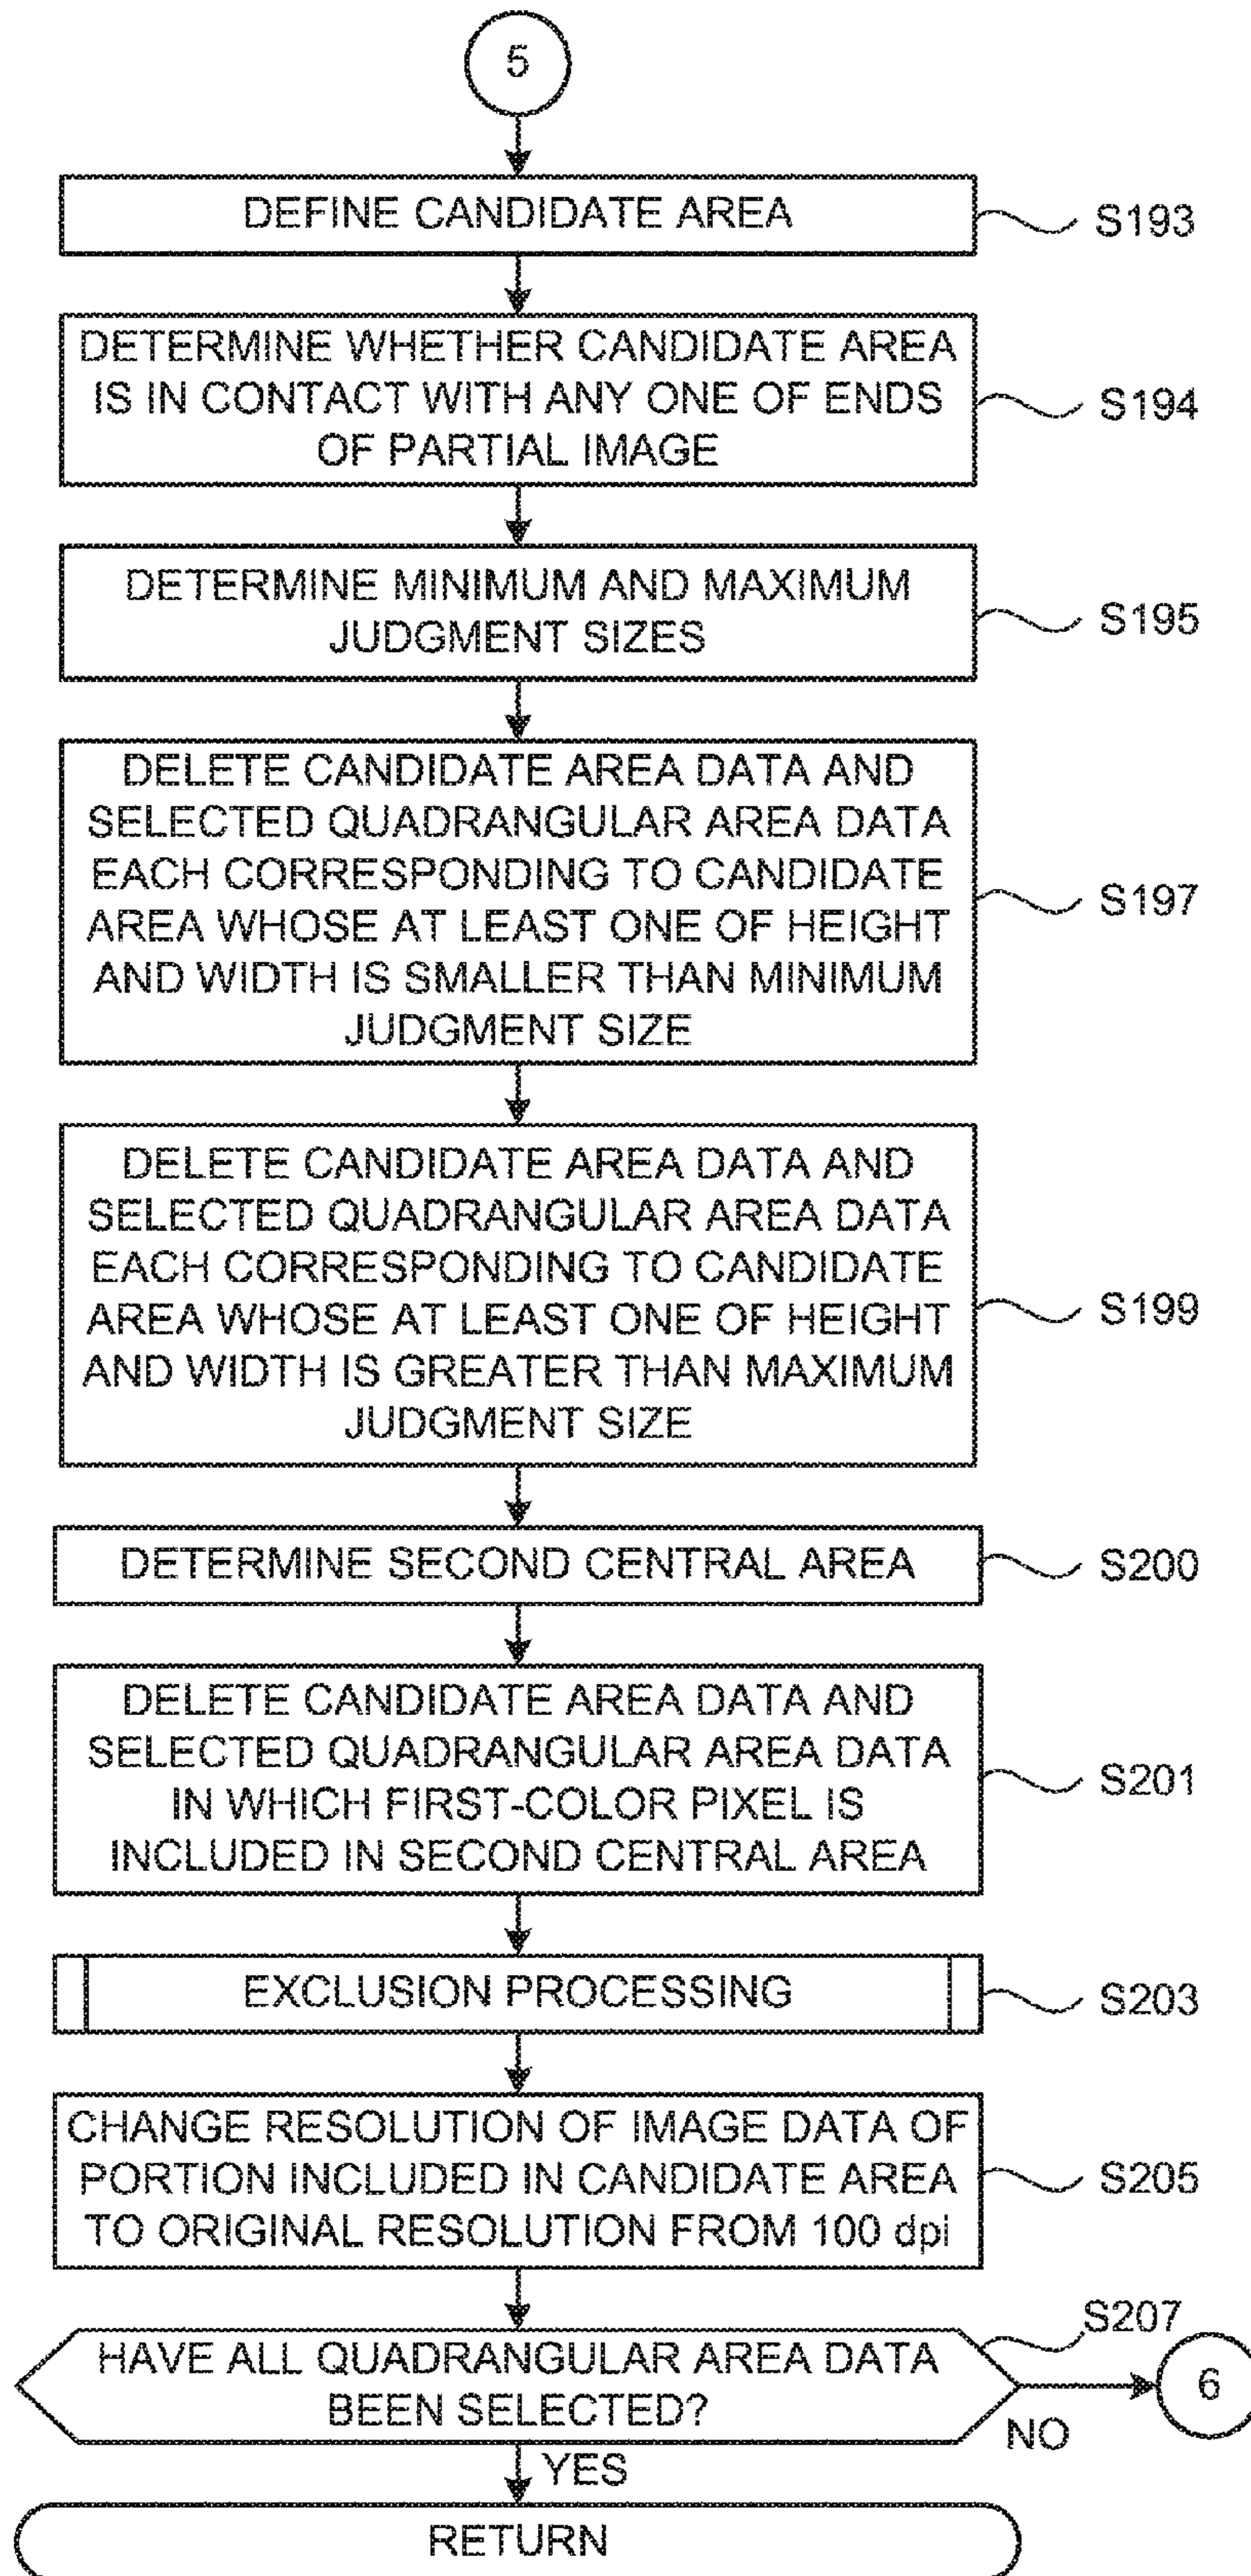 5
DEFINE CANDIDATE AREA
S193
DETERMINE WHETHER CANDIDATE AREA
IS IN CONTACT WITH ANY ONE OF ENDS
OF PARTIAL IMAGE
S194
DETERMINE MINIMUM AND MAXIMUM
JUDGMENT SIZES
S195
DELETE CANDIDATE AREA DATA AND
SELECTED QUADRANGULAR AREA DATA
EACH CORRESPONDING TO CANDIDATE
AREA WHOSE AT LEAST ONE OF HEIGHT
AND WIDTH IS SMALLER THAN MINIMUM
JUDGMENT SIZE
S197
DELETE CANDIDATE AREA DATA AND
SELECTED QUADRANGULAR AREA DATA
EACH CORRESPONDING TO CANDIDATE
AREA WHOSE AT LEAST ONE OF HEIGHT
AND WIDTH IS GREATER THAN MAXIMUM
JUDGMENT SIZE
S199
DETERMINE SECOND CENTRAL AREA
S200
DELETE CANDIDATE AREA DATA AND
SELECTED QUADRANGULAR AREA DATA
IN WHICH FIRST-COLOR PIXEL IS
INCLUDED IN SECOND CENTRAL AREA
S201
EXCLUSION PROCESSING
S203
CHANGE RESOLUTION OF IMAGE DATA OF
PORTION INCLUDED IN CANDIDATE AREA
TO ORIGINAL RESOLUTION FROM 100 dpi
S205
S207
HAVE ALL QUADRANGULAR AREA DATA
BEEN SELECTED?
6
NO
YES
RETURN